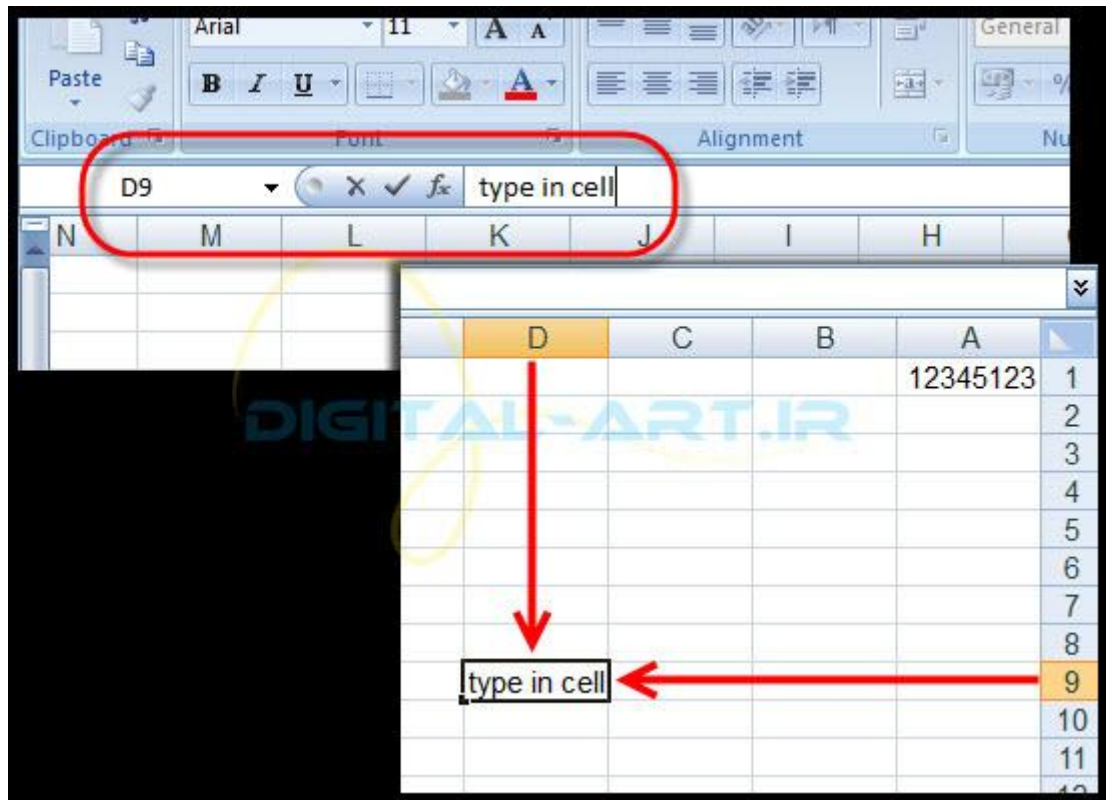 Arial 11 A A General
Paste B I U A %
Clipboard Font Alignment Nu
D9 fx type in cell
N M L K J I H
D C B A
12345123 1
2
3
4
5
6
7
8
type in cell 9
10
11
12
DIGITAL-ART.IR